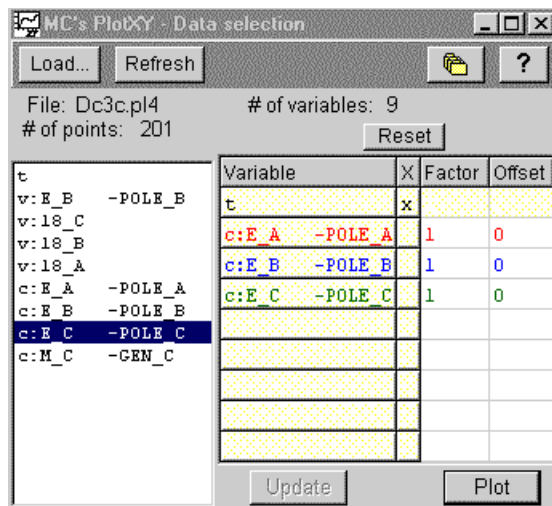 MC's PlotXY - Data selection
Load... Refresh ?
File: Dc3c.pl4 # of variables: 9
# of points: 201
Reset
t
v:E_B -POLE_B
v:18_C
v:18_B
v:18_A
c:E_A -POLE_A
c:E_B -POLE_B
c:E_C -POLE_C
c:M_C -GEN_C
Variable X Factor Offset
t x
c:E_A -POLE_A 1 0
c:E_B -POLE_B 1 0
c:E_C -POLE_C 1 0
Update Plot